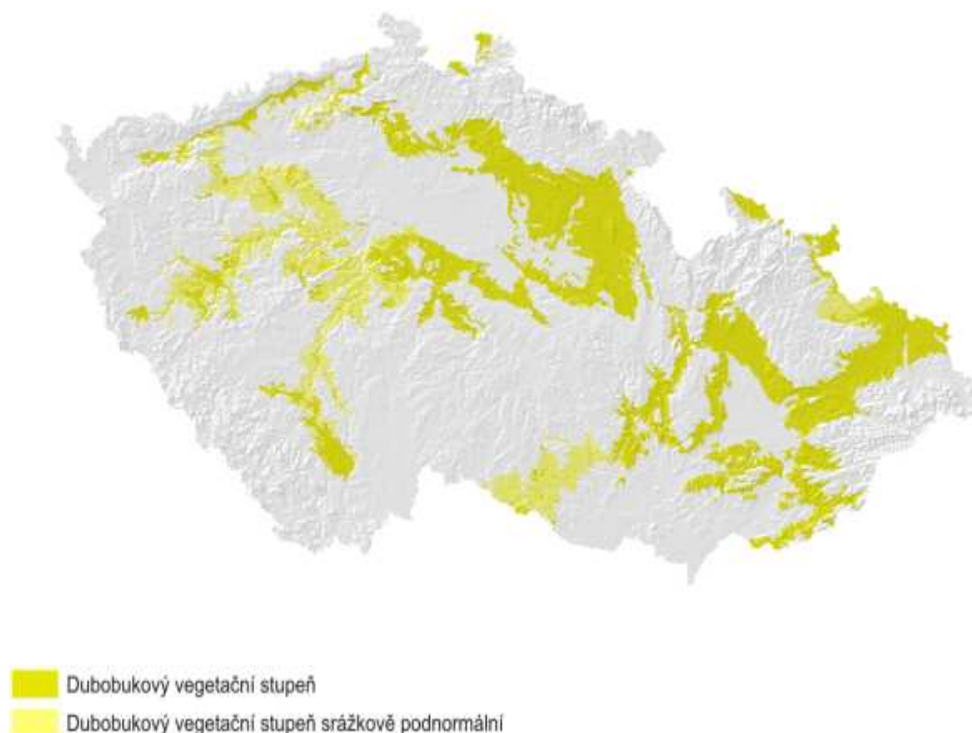 Dubobukový vegetační stupeň
Dubobukový vegetační stupeň srážkově podnormální